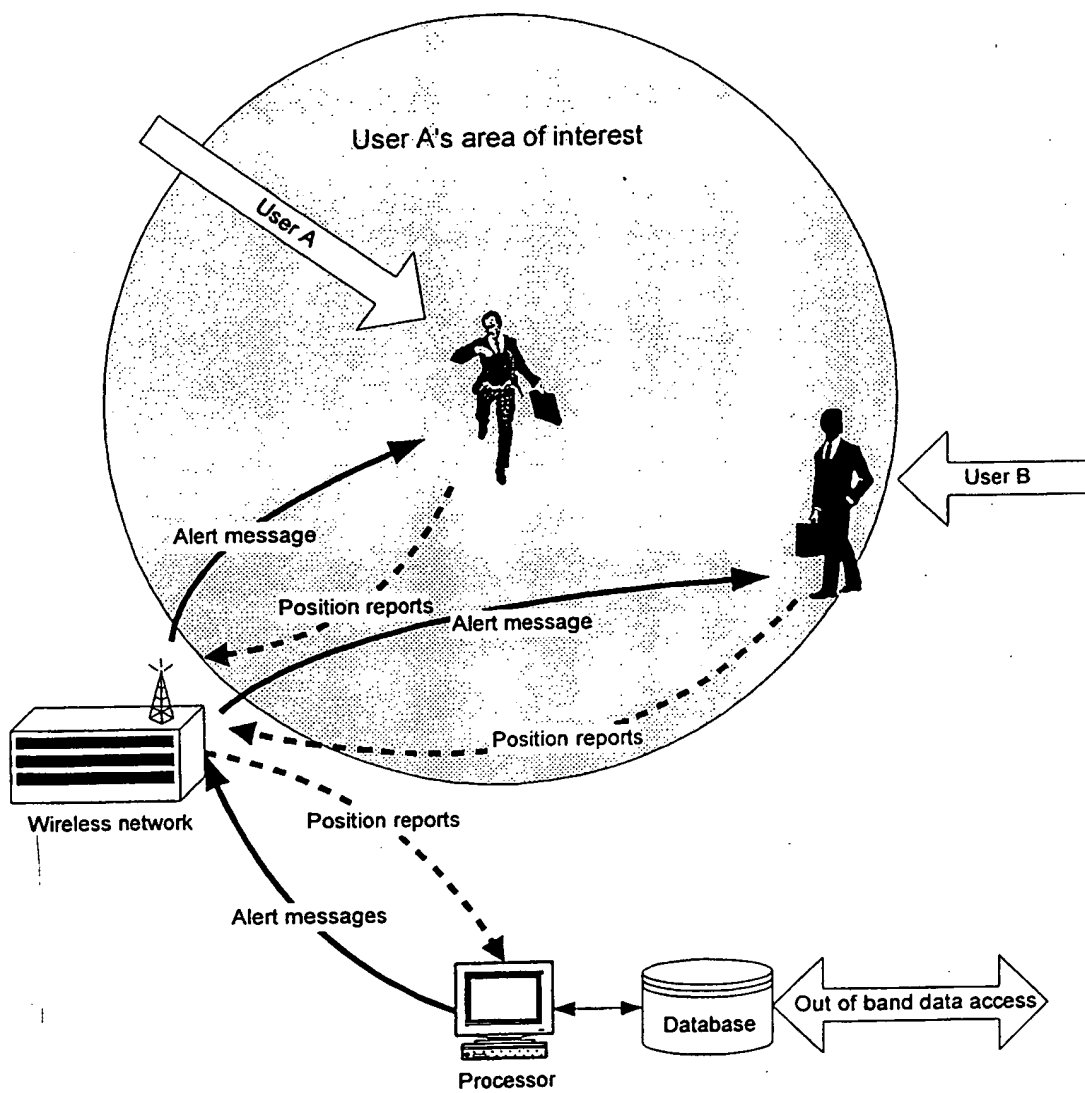 User A's area of interest
User A
User B
Alert message
Position reports
Alert message
Position reports
Wireless network
Position reports
Alert messages
Out of band data access
Database
Processor